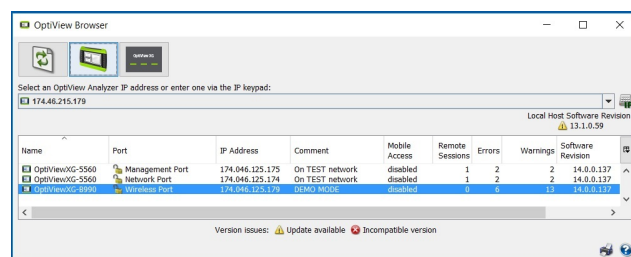 OptiView Browser
OptiView XG
Select an OptiView Analyzer IP address or enter one via the IP keypad:
174.46.215.179
Local Host Software Revision
13.1.0.59
Name Port IP Address Comment Mobile Access Remote Sessions Errors Warnings Software Revision
OptiViewXG-5560 Management Port 174.046.125.175 On TEST network disabled 1 2 2 14.0.0.137
OptiViewXG-5560 Network Port 174.046.125.174 On TEST network disabled 1 2 2 14.0.0.137
OptiViewXG-B990 Wireless Port 174.046.125.179 DEMO MODE disabled 0 6 13 14.0.0.137
Version issues: Update available Incompatible version